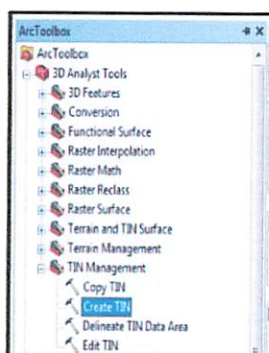 ArcToolbox
ArcToolbox
3D Analyst Tools
3D Features
Conversion
Functional Surface
Raster Interpolation
Raster Math
Raster Reclass
Raster Surface
Terrain and TIN Surface
Terrain Management
TIN Management
Copy TIN
Create TIN
Delineate TIN Data Area
Edit TIN